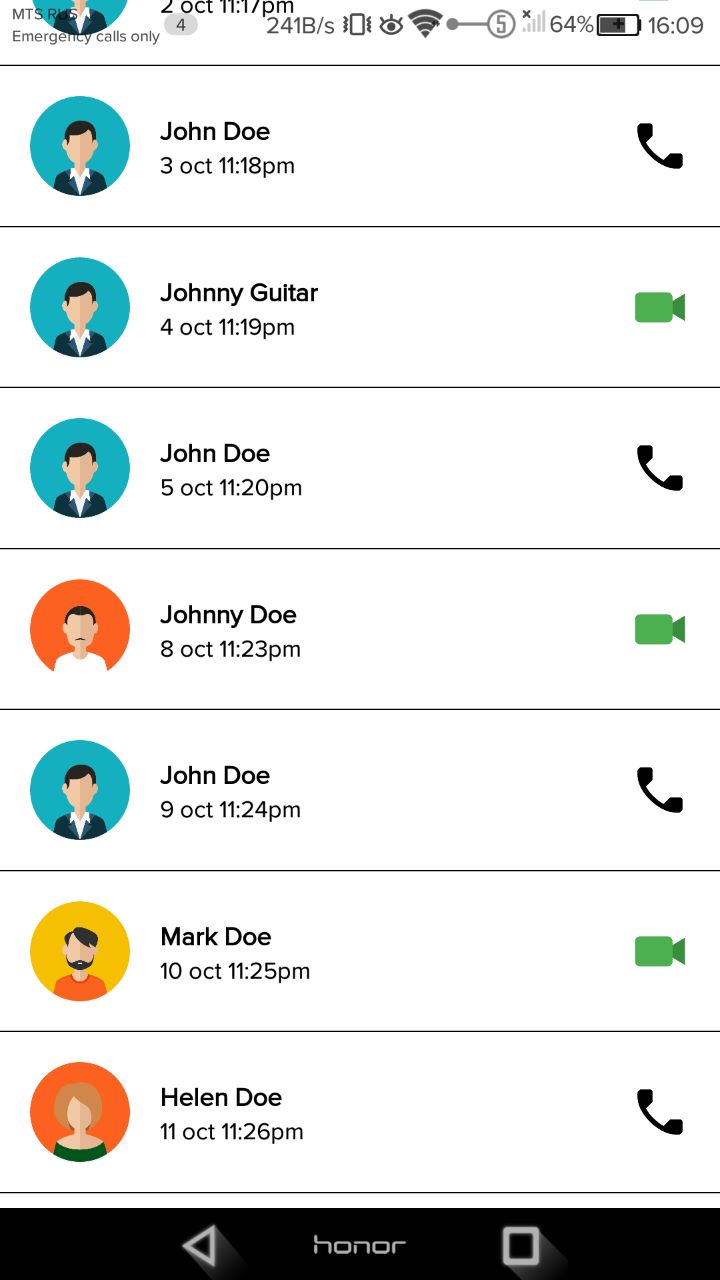 2 oct 11:17pm
MTS RUS
Emergency calls only
4
241B/s
5
64%
16:09
John Doe
3 oct 11:18pm
Johnny Guitar
4 oct 11:19pm
John Doe
5 oct 11:20pm
Johnny Doe
8 oct 11:23pm
John Doe
9 oct 11:24pm
Mark Doe
10 oct 11:25pm
Helen Doe
11 oct 11:26pm
honor